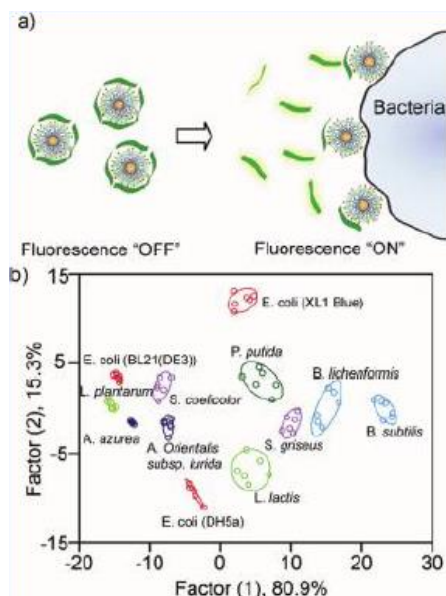 a)
Bacteria
Fluorescence "OFF"
Fluorescence "ON"
b)
15
E. coli (XL1 Blue)
E. coli (BL21(DE3))
P. putida
B. licheniformis
5
L. plantarum
S. coelicolor
A. azurea
A. Orientalis
subsp. lurida
S. griseus
B. subtilis
-5
L. lactis
E. coli (DH5a)
-15
-20
-10
0
10
20
30
Factor (2), 15.3%
Factor (1), 80.9%